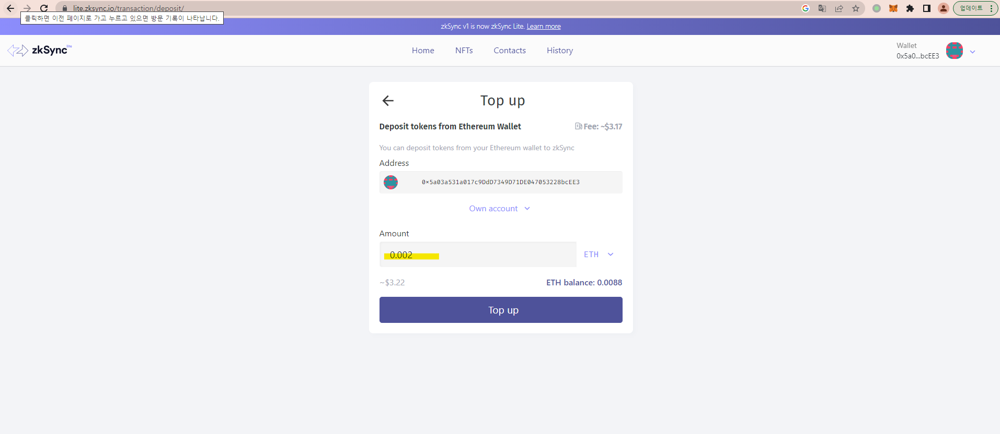 lite.zksync.io/transaction/deposit/
업데이트
클릭하면 이전 페이지로 가고 누르고 있으면 방문 기록이 나타납니다.
zkSync v1 is now zkSync Lite. Learn more
zkSync lite
Home
NFTs
Contacts
History
Wallet
0x5a0...bcEE3
Top up
Deposit tokens from Ethereum Wallet
Fee: ~$3.17
You can deposit tokens from your Ethereum wallet to zkSync
Address
0×5a03a531a017c9DdD7349D71DE047053228bcEE3
Own account
Amount
0.002
ETH
~$3.22
ETH balance: 0.0088
Top up